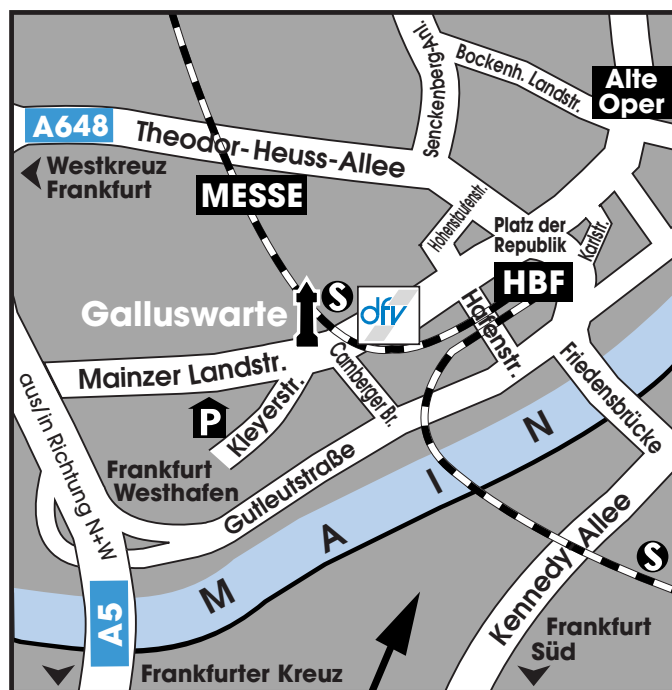 Senckenberg-Anl.
Bockenh. Landstr.
Alte
Oper
A648
Theodor-Heuss-Allee
Westkreuz
Frankfurt
MESSE
Hohenstaufenstr.
Platz der
Republik
Karlstr.
HBF
S
dfv
Galluswarte
Hafenstr.
Mainzer Landstr.
Camberger Br.
Friedensbrücke
P
Kleyerstr.
aus/in Richtung N+W
Frankfurt
Westhafen
Gutleutstraße
MAIN
Kennedy Allee
S
A5
Frankfurt
Süd
Frankfurter Kreuz